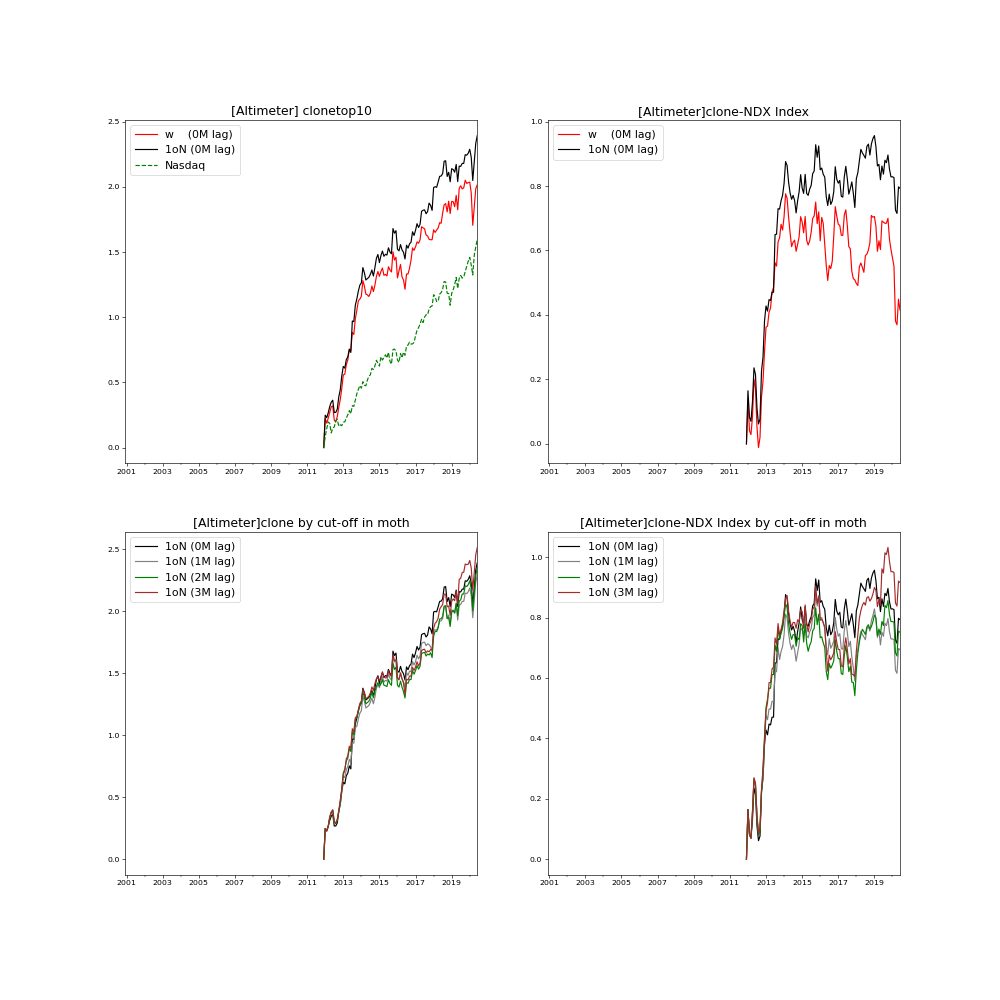 [Altimeter] clonetop10
w (0M lag)
1oN (0M lag)
Nasdaq
2.5
2.0
1.5
1.0
0.5
0.0
2001 2003 2005 2007 2009 2011 2013 2015 2017 2019
[Altimeter]clone-NDX Index
w (0M lag)
1oN (0M lag)
1.0
0.8
0.6
0.4
0.2
0.0
2001 2003 2005 2007 2009 2011 2013 2015 2017 2019
[Altimeter]clone by cut-off in moth
1oN (0M lag)
1oN (1M lag)
1oN (2M lag)
1oN (3M lag)
2.5
2.0
1.5
1.0
0.5
0.0
2001 2003 2005 2007 2009 2011 2013 2015 2017 2019
[Altimeter]clone-NDX Index by cut-off in moth
1oN (0M lag)
1oN (1M lag)
1oN (2M lag)
1oN (3M lag)
1.0
0.8
0.6
0.4
0.2
0.0
2001 2003 2005 2007 2009 2011 2013 2015 2017 2019